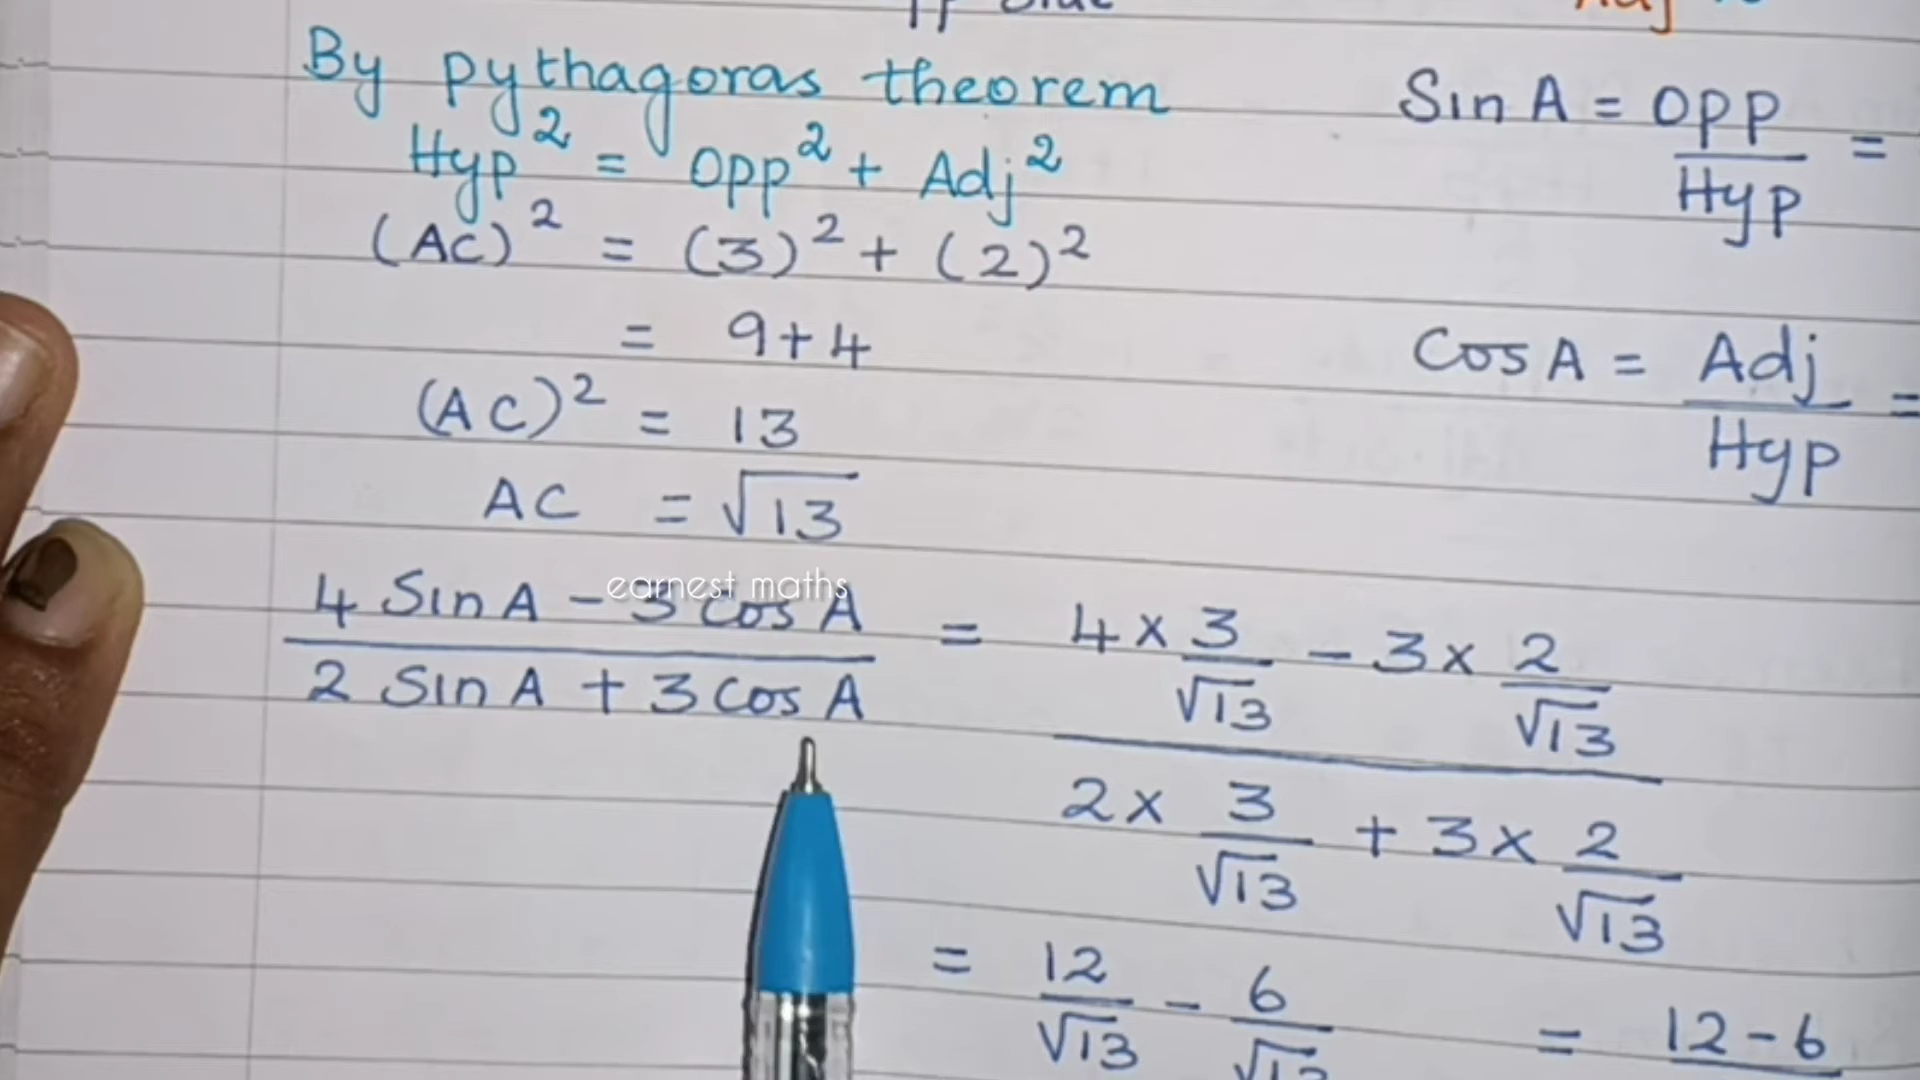 By pythagoras theorem
Hyp² = Opp² + Adj²
(AC)² = (3)² + (2)²
= 9+4
(AC)² = 13
AC = √13
Sin A = Opp/Hyp =
Cos A = Adj/Hyp =
earnest maths
(4 Sin A - 3 Cos A)/(2 Sin A + 3 Cos A) = (4 × 3/√13 - 3 × 2/√13)/(2 × 3/√13 + 3 × 2/√13)
= 12/√13 - 6/√13 = 12-6